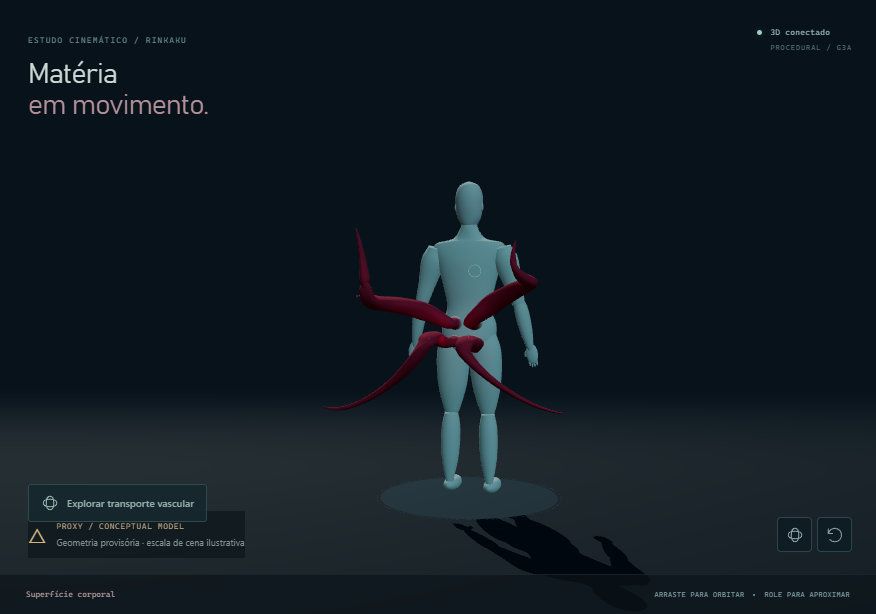 ESTUDO CINEMÁTICO / RINKAKU
Matéria
em movimento.
3D conectado
PROCEDURAL / G3A
Explorar transporte vascular
PROXY / CONCEPTUAL MODEL
Geometria provisória · escala de cena ilustrativa
Superfície corporal
ARRASTE PARA ORBITAR • ROLE PARA APROXIMAR